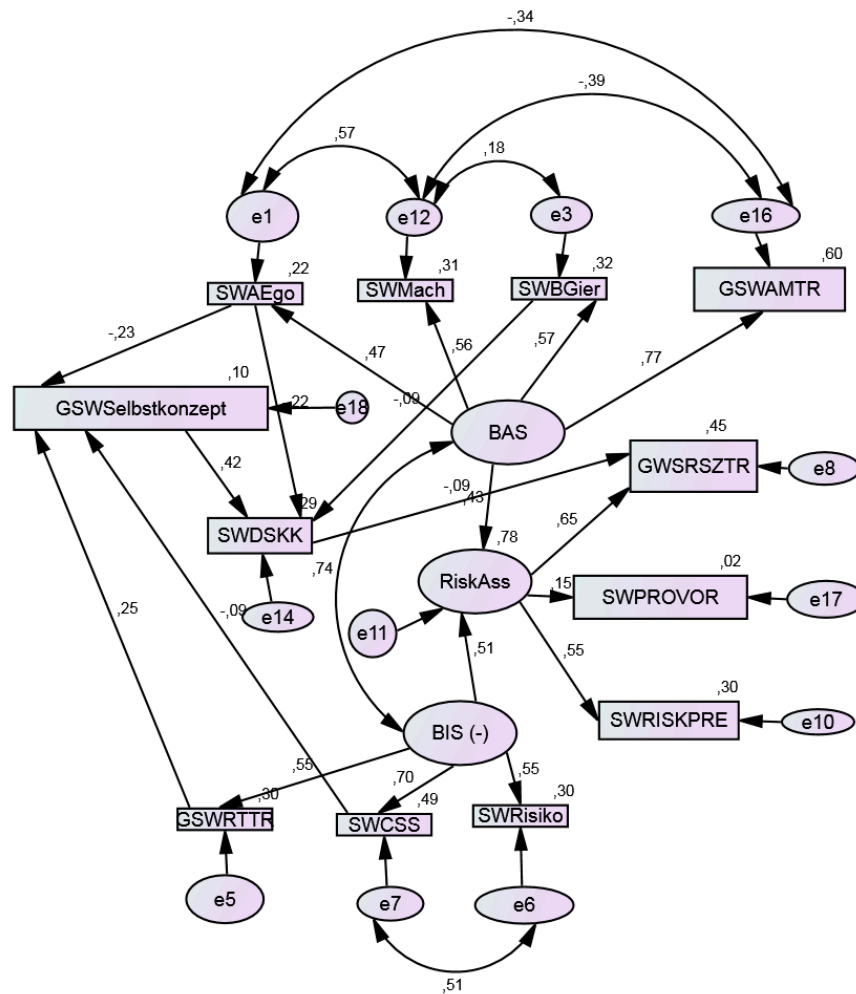 -,34
-,39
,57
,18
e1
e12
e3
e16
,22
,31
,32
,60
SWAEgo
SWMach
SWBGier
GSWAMTR
-,23
,47
,56
,57
,77
,10
GSWSelbstkonzept
e18
,22
-,09
BAS
,45
GWSRSZTR
e8
,42
,29
-,09
,43
,65
SWDSKK
,74
,78
RiskAss
,15
,02
SWPROVOR
e17
e14
e11
,25
-,09
,51
,55
,30
SWRISKPRE
e10
BIS (-)
,55
,70
,55
,30
,49
,30
GSWRTTR
SWCSS
SWRisiko
e5
e7
e6
,51